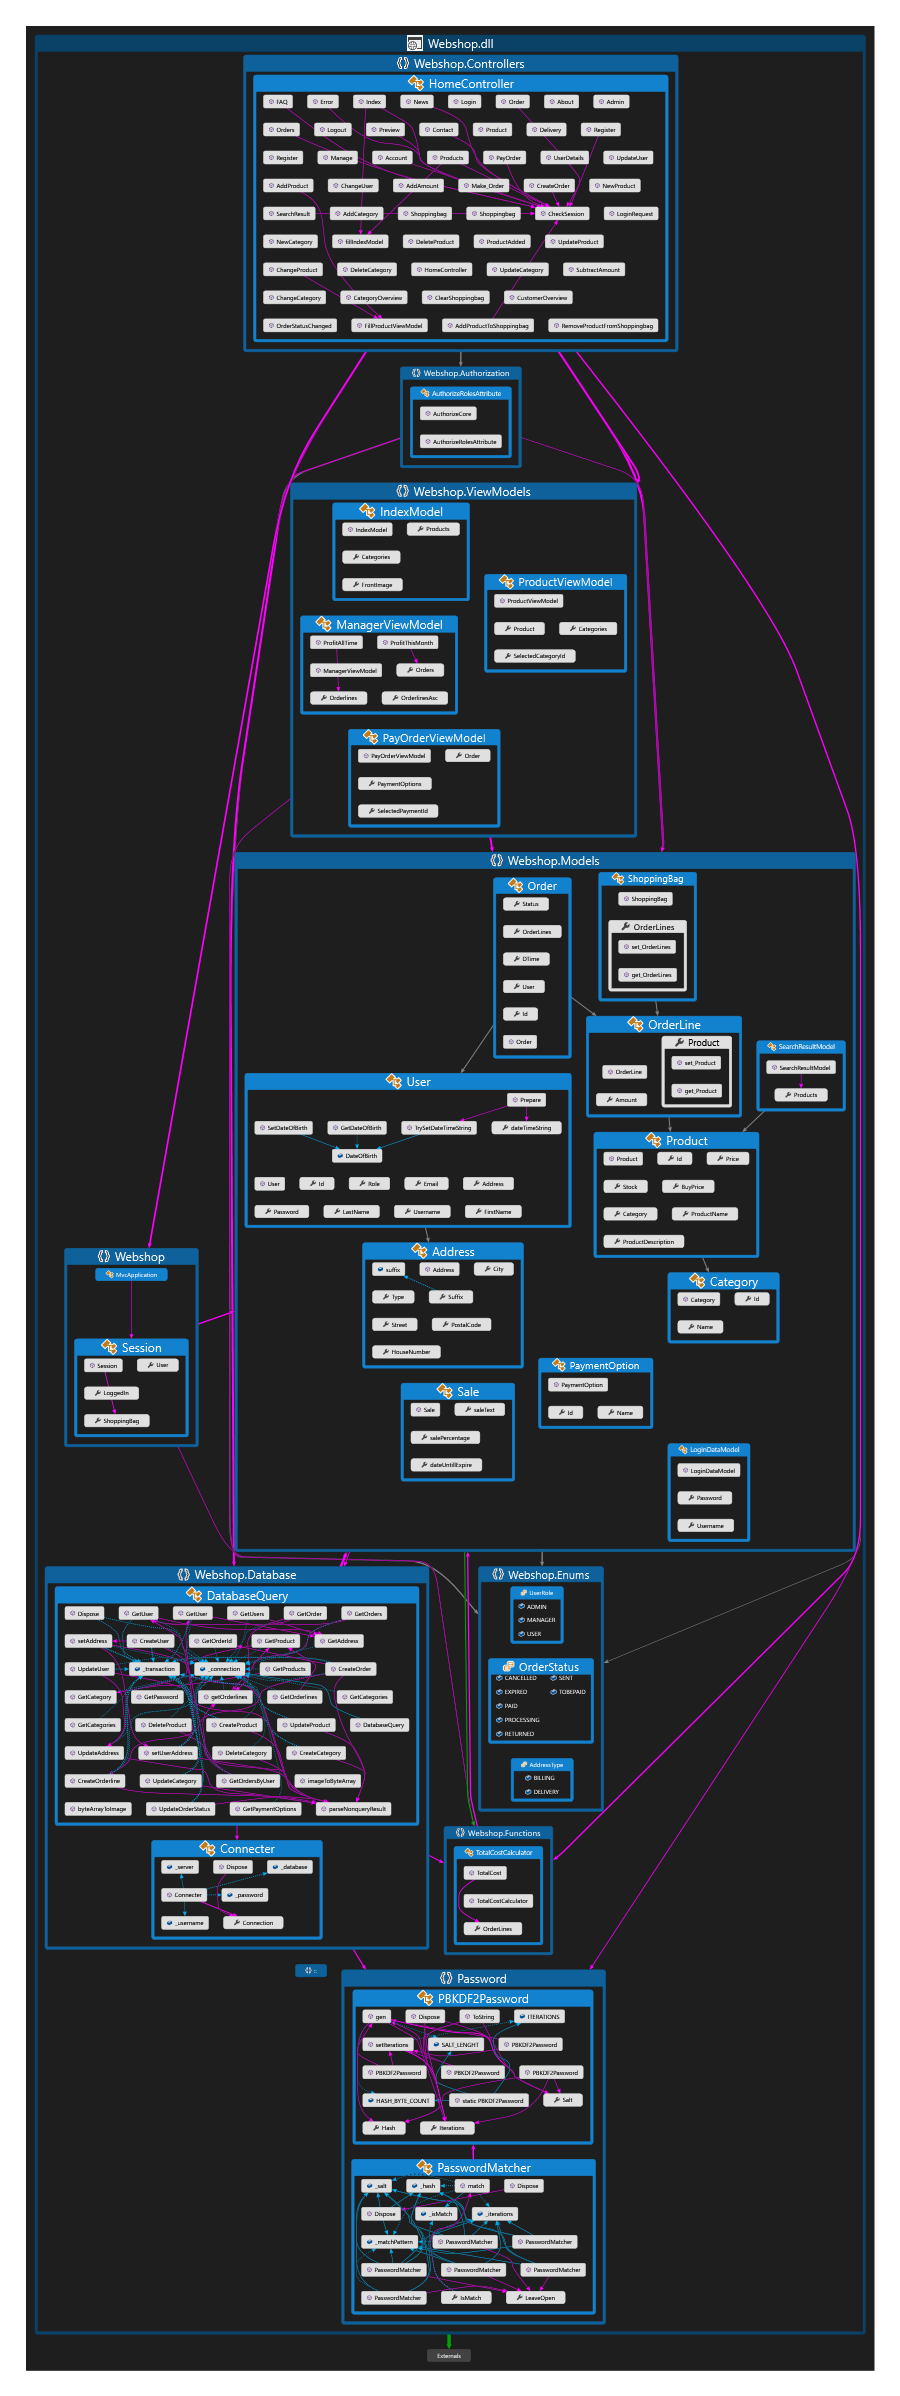 Webshop.dll
Webshop.Controllers
HomeController
FAQ Error Index News Login Order About Admin
Orders Logout Preview Contact Product Delivery Register
Register Manage Account Products PayOrder UserDetails UpdateUser
AddProduct ChangeUser AddAmount Make_Order CreateOrder NewProduct
SearchResult AddCategory Shoppingbag Shoppingbag CheckSession LoginRequest
NewCategory fillIndexModel DeleteProduct ProductAdded UpdateProduct
ChangeProduct DeleteCategory HomeController UpdateCategory SubtractAmount
ChangeCategory CategoryOverview ClearShoppingbag CustomerOverview
OrderStatusChanged FillProductViewModel AddProductToShoppingbag RemoveProductFromShoppingbag
Webshop.Authorization
AuthorizeRolesAttribute
AuthorizeCore
AuthorizeRolesAttribute
Webshop.ViewModels
IndexModel
IndexModel Products
Categories
FrontImage
ProductViewModel
ProductViewModel
Product Categories
SelectedCategoryId
ManagerViewModel
ProfitAllTime ProfitThisMonth
ManagerViewModel Orders
Orderlines OrderlinesAsc
PayOrderViewModel
PayOrderViewModel Order
PaymentOptions
SelectedPaymentId
Webshop.Models
Order
Status
OrderLines
DTime
User
Id
Order
ShoppingBag
ShoppingBag
OrderLines
set_OrderLines
get_OrderLines
OrderLine
OrderLine
Amount
Product
set_Product
get_Product
SearchResultModel
SearchResultModel
Products
User
Prepare
SetDateOfBirth GetDateOfBirth TrySetDateTimeString dateTimeString
DateOfBirth
User Id Role Email Address
Password LastName Username FirstName
Product
Product Id Price
Stock BuyPrice
Category ProductName
ProductDescription
Address
suffix Address City
Type Suffix
Street PostalCode
HouseNumber
Category
Category Id
Name
Webshop
MvcApplication
Session
Session User
LoggedIn
ShoppingBag
PaymentOption
PaymentOption
Id Name
Sale
Sale saleText
salePercentage
dateUntillExpire
LoginDataModel
LoginDataModel
Password
Username
Webshop.Database
DatabaseQuery
Dispose GetUser GetUser GetUsers GetOrder GetOrders
setAddress CreateUser GetOrderId GetProduct GetAddress
UpdateUser _transaction _connection GetProducts CreateOrder
GetCategory GetPassword getOrderlines GetOrderlines GetCategories
GetCategories DeleteProduct CreateProduct UpdateProduct DatabaseQuery
UpdateAddress setUserAddress DeleteCategory CreateCategory
CreateOrderline UpdateCategory GetOrdersByUser imageToByteArray
byteArrayToImage UpdateOrderStatus GetPaymentOptions parseNonqueryResult
Connecter
_server Dispose _database
Connecter _password
_username Connection
Webshop.Enums
UserRole
ADMIN
MANAGER
USER
OrderStatus
CANCELLED SENT
EXPIRED TOBEPAID
PAID
PROCESSING
RETURNED
AddressType
BILLING
DELIVERY
Webshop.Functions
TotalCostCalculator
TotalCost
TotalCostCalculator
OrderLines
Password
PBKDF2Password
gen Dispose ToString ITERATIONS
setIterations SALT_LENGHT PBKDF2Password
PBKDF2Password PBKDF2Password PBKDF2Password
HASH_BYTE_COUNT static PBKDF2Password Salt
Hash Iterations
PasswordMatcher
_salt _hash match Dispose
Dispose _isMatch _iterations
_matchPattern PasswordMatcher PasswordMatcher
PasswordMatcher PasswordMatcher PasswordMatcher
PasswordMatcher IsMatch LeaveOpen
Externals